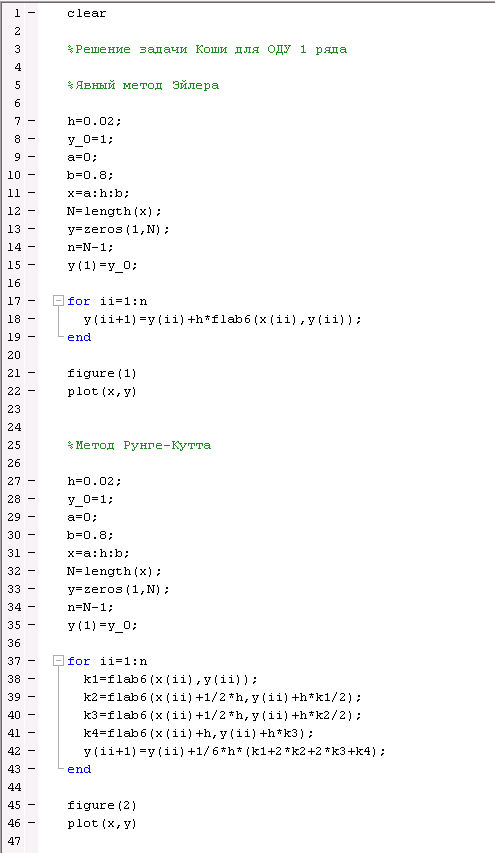 1 clear
2
3 %Решение задачи Коши для ОДУ 1 ряда
4
5 %Явный метод Эйлера
6
7 h=0.02;
8 y_0=1;
9 a=0;
10 b=0.8;
11 x=a:h:b;
12 N=length(x);
13 y=zeros(1,N);
14 n=N-1;
15 y(1)=y_0;
16
17 for ii=1:n
18 y(ii+1)=y(ii)+h*flab6(x(ii),y(ii));
19 end
20
21 figure(1)
22 plot(x,y)
23
24
25 %Метод Рунге-Кутта
26
27 h=0.02;
28 y_0=1;
29 a=0;
30 b=0.8;
31 x=a:h:b;
32 N=length(x);
33 y=zeros(1,N);
34 n=N-1;
35 y(1)=y_0;
36
37 for ii=1:n
38 k1=flab6(x(ii),y(ii));
39 k2=flab6(x(ii)+1/2*h,y(ii)+h*k1/2);
40 k3=flab6(x(ii)+1/2*h,y(ii)+h*k2/2);
41 k4=flab6(x(ii)+h,y(ii)+h*k3);
42 y(ii+1)=y(ii)+1/6*h*(k1+2*k2+2*k3+k4);
43 end
44
45 figure(2)
46 plot(x,y)
47